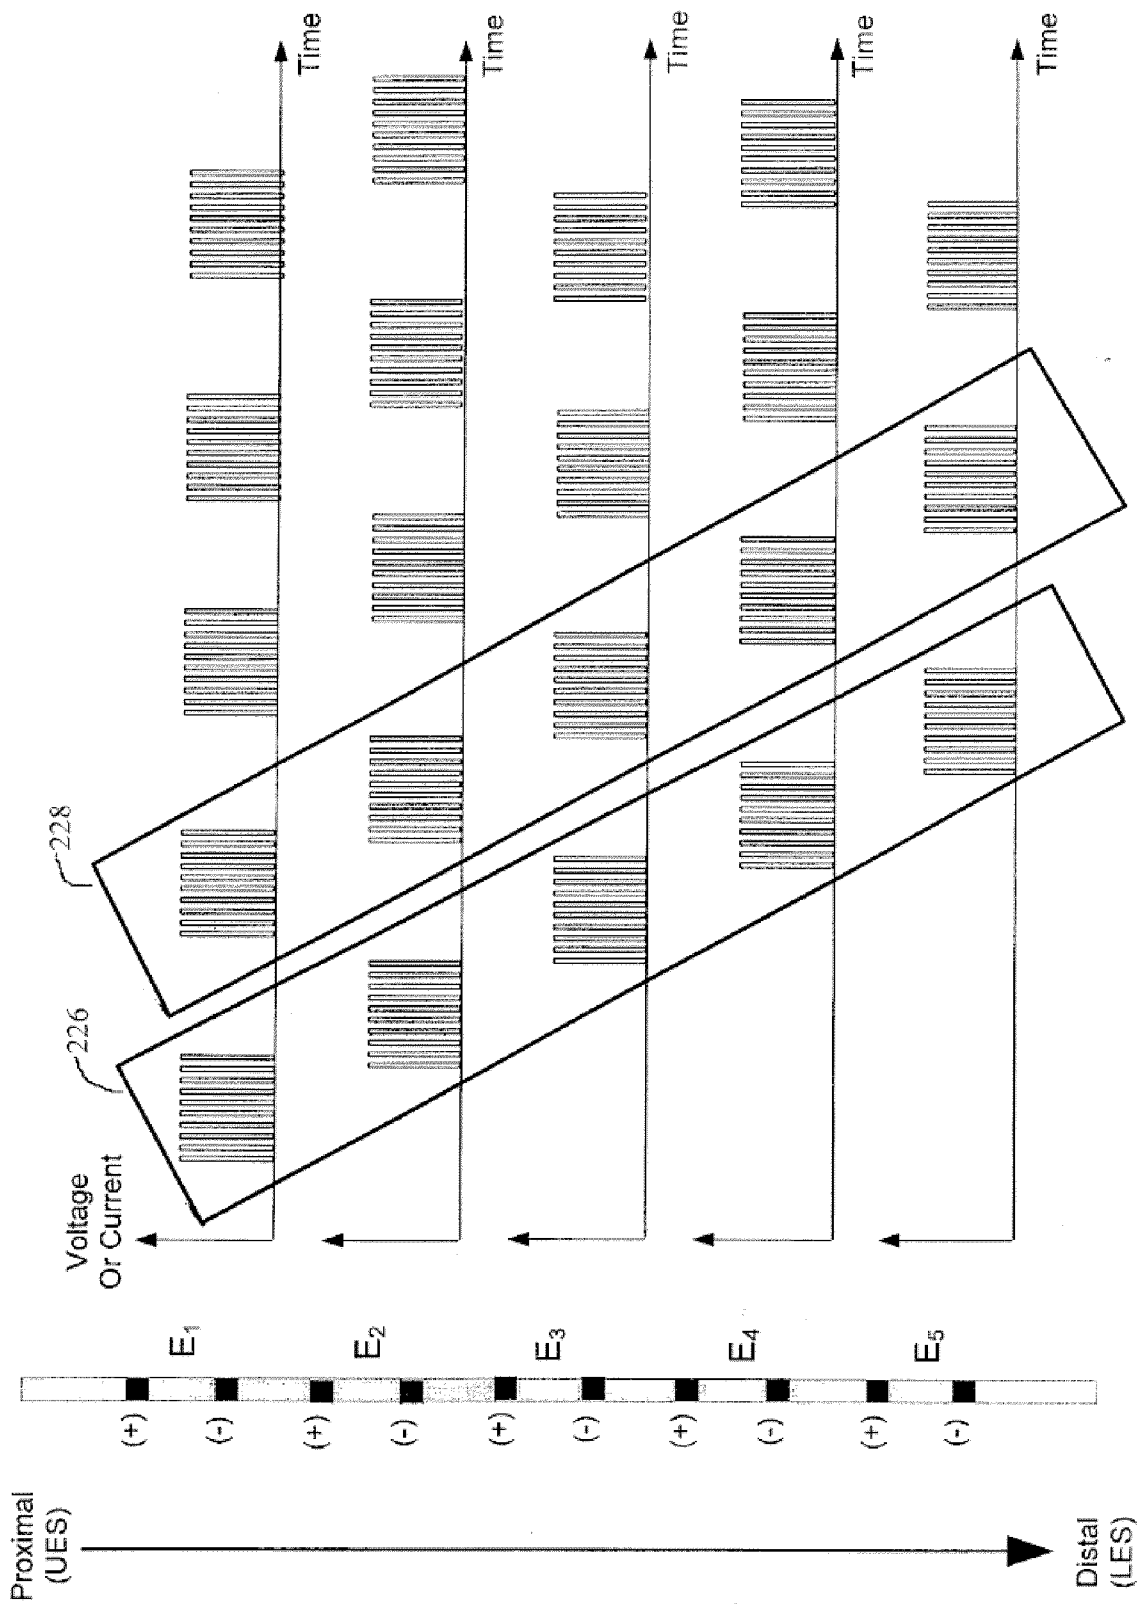 Proximal
(UES)
Distal
(LES)
(+)
(-)
(+)
(-)
(+)
(-)
(+)
(-)
(+)
(-)
E1
E2
E3
E4
E5
Voltage
Or Current
226
228
Time
Time
Time
Time
Time